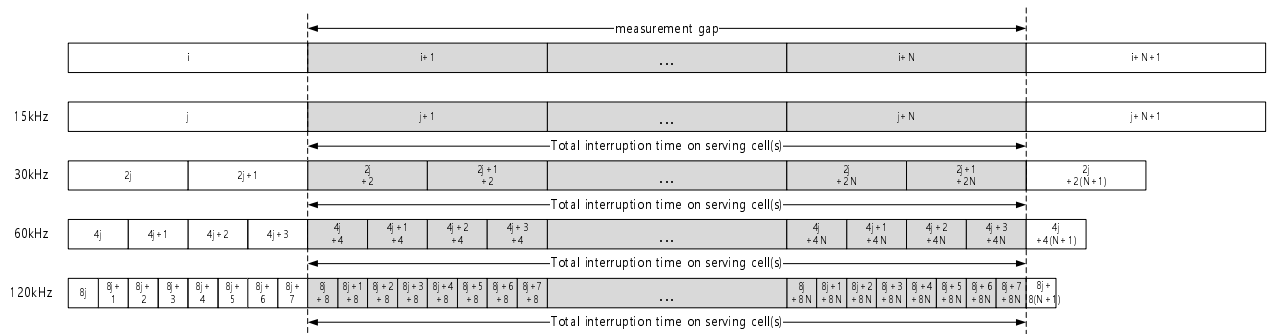 measurement gap
i i+1 ... i+N i+N+1
15kHz j j+1 ... j+N j+N+1
Total interruption time on serving cell(s)
30kHz 2j 2j+1 2j +2 2j+1 +2 ... 2j +2N 2j+1 +2N 2j +2(N+1)
Total interruption time on serving cell(s)
60kHz 4j 4j+1 4j+2 4j+3 4j +4 4j+1 +4 4j+2 +4 4j+3 +4 ... 4j +4N 4j+1 +4N 4j+2 +4N 4j+3 +4N 4j +4(N+1)
Total interruption time on serving cell(s)
120kHz 8j 8j+ 1 8j+ 2 8j+ 3 8j+ 4 8j+ 5 8j+ 6 8j+ 7 8j +8 8j+1 +8 8j+2 +8 8j+3 +8 8j+4 +8 8j+5 +8 8j+6 +8 8j+7 +8 ... 8j +8N 8j+1 +8N 8j+2 +8N 8j+3 +8N 8j+4 +8N 8j+5 +8N 8j+6 +8N 8j+7 +8N 8j+ 8(N+1)
Total interruption time on serving cell(s)